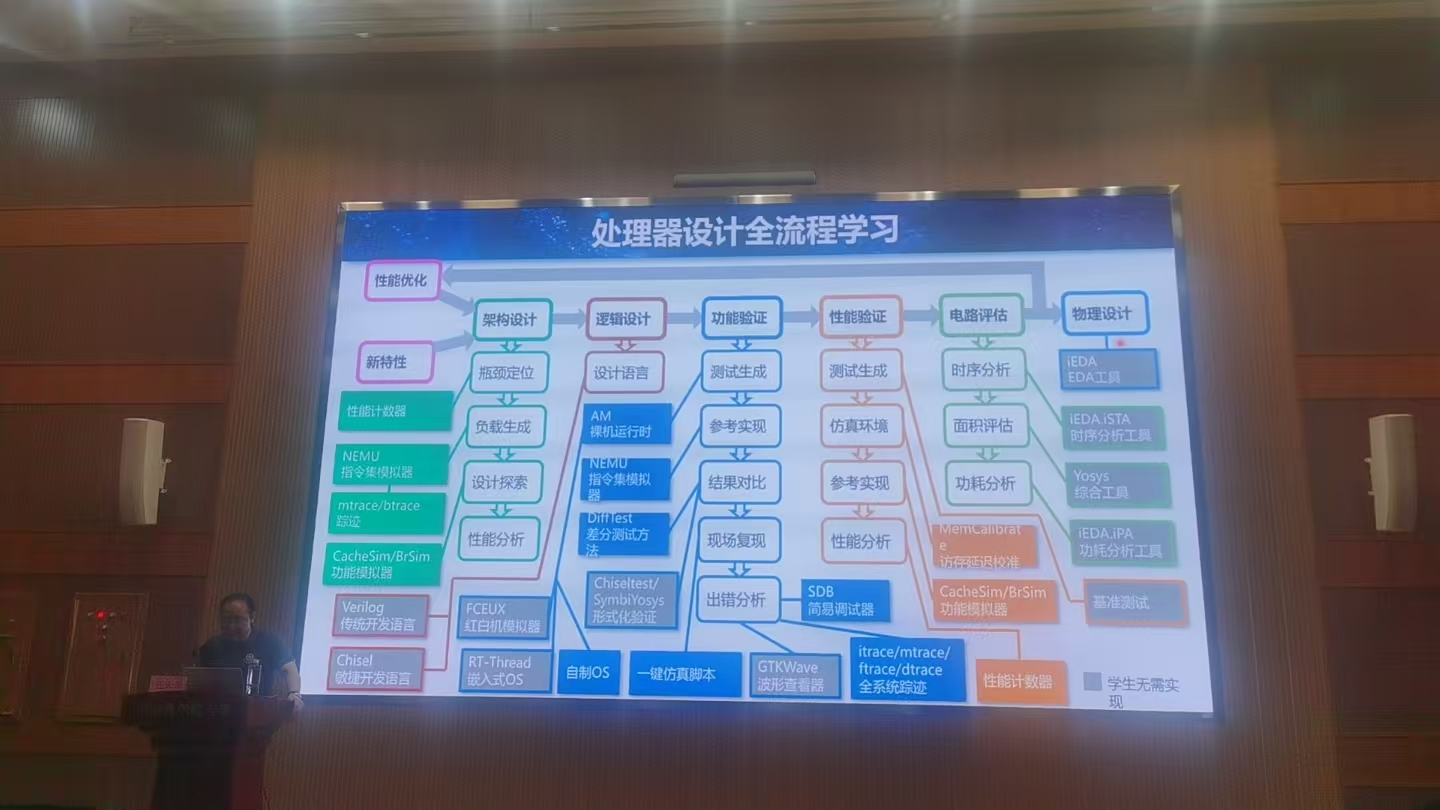 处理器设计全流程学习
性能优化
新特性
架构设计
逻辑设计
功能验证
性能验证
电路评估
物理设计
瓶颈定位
设计语言
测试生成
测试生成
时序分析
iEDA
EDA工具
性能计数器
负载生成
AM
裸机运行时
参考实现
仿真环境
面积评估
iEDA.iSTA
时序分析工具
NEMU
指令集模拟器
设计探索
NEMU
指令集模拟
器
结果对比
参考实现
功耗分析
Yosys
综合工具
mtrace/btrace
踪迹
性能分析
DiffTest
差分测试方
法
现场复现
性能分析
MemCalibrat
e
访存延迟校准
iEDA.iPA
功耗分析工具
CacheSim/BrSim
功能模拟器
Chiseltest/
SymbiYosys
形式化验证
出错分析
SDB
简易调试器
CacheSim/BrSim
功能模拟器
基准测试
Verilog
传统开发语言
FCEUX
红白机模拟器
Chisel
敏捷开发语言
RT-Thread
嵌入式OS
自制OS
一键仿真脚本
GTKWave
波形查看器
itrace/mtrace/
ftrace/dtrace
全系统踪迹
性能计数器
学生无需实
现